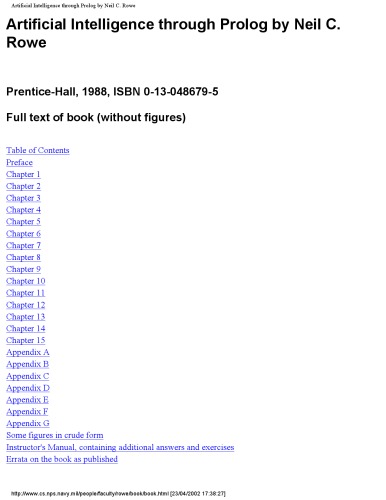 Artificial Intelligence through Prolog by Neil C. Rowe
Artificial Intelligence through Prolog by Neil C.
Rowe
Prentice-Hall, 1988, ISBN 0-13-048679-5
Full text of book (without figures)
Table of Contents
Preface
Chapter 1
Chapter 2
Chapter 3
Chapter 4
Chapter 5
Chapter 6
Chapter 7
Chapter 8
Chapter 9
Chapter 10
Chapter 11
Chapter 12
Chapter 13
Chapter 14
Chapter 15
Appendix A
Appendix B
Appendix C
Appendix D
Appendix E
Appendix F
Appendix G
Some figures in crude form
Instructor's Manual, containing additional answers and exercises
Errata on the book as published
http://www.cs.nps.navy.mil/people/faculty/rowe/book/book.html [23/04/2002 17:38:27]